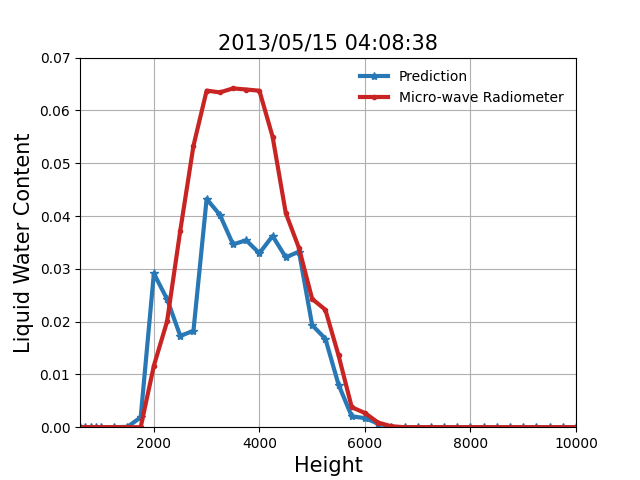 2013/05/15 04:08:38
0.07
0.06
0.05
0.04
0.03
0.02
0.01
0.00
Liquid Water Content
Prediction
Micro-wave Radiometer
2000 4000 6000 8000 10000
Height